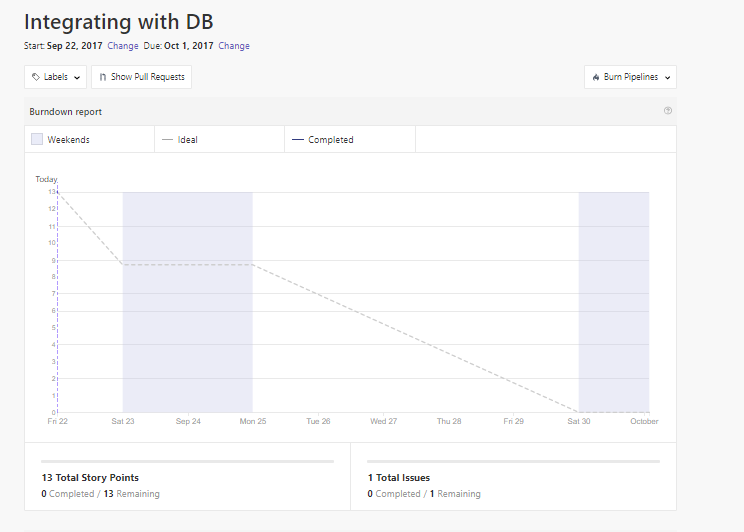 Integrating with DB
Start: Sep 22, 2017 Change Due: Oct 1, 2017 Change
Labels Show Pull Requests Burn Pipelines
Burndown report
Weekends Ideal Completed
Today
13
12
11
10
9
8
7
6
5
4
3
2
1
0
Fri 22 Sat 23 Sep 24 Mon 25 Tue 26 Wed 27 Thu 28 Fri 29 Sat 30 October
13 Total Story Points 1 Total Issues
0 Completed / 13 Remaining 0 Completed / 1 Remaining